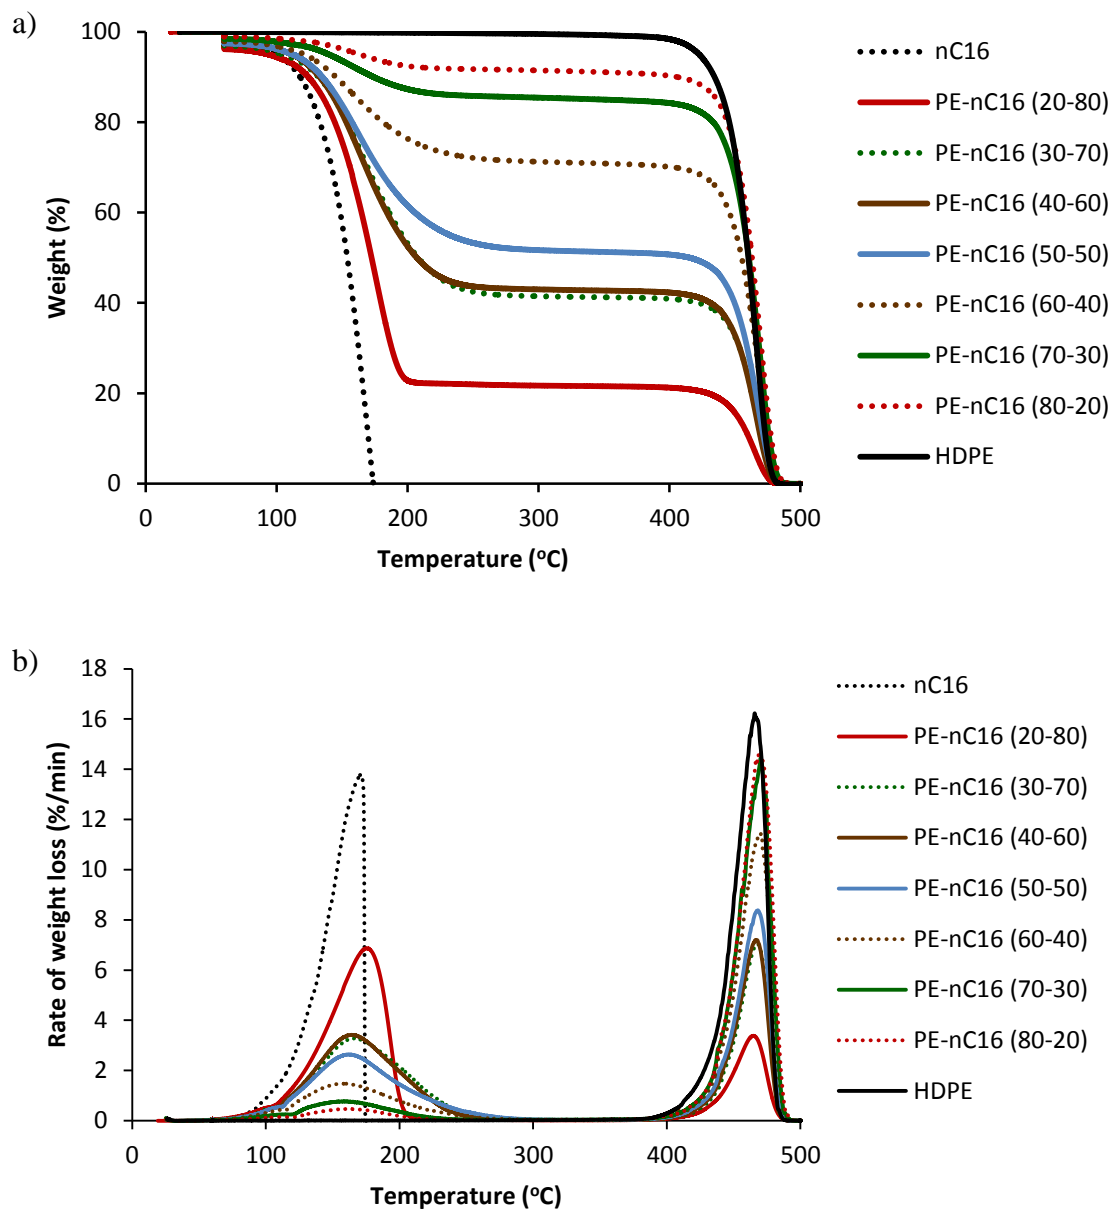 a)
100
80
60
40
20
0
Weight (%)
0 100 200 300 400 500
Temperature (ºC)
nC16
PE-nC16 (20-80)
PE-nC16 (30-70)
PE-nC16 (40-60)
PE-nC16 (50-50)
PE-nC16 (60-40)
PE-nC16 (70-30)
PE-nC16 (80-20)
HDPE
b)
18
16
14
12
10
8
6
4
2
0
Rate of weight loss (%/min)
0 100 200 300 400 500
Temperature (ºC)
nC16
PE-nC16 (20-80)
PE-nC16 (30-70)
PE-nC16 (40-60)
PE-nC16 (50-50)
PE-nC16 (60-40)
PE-nC16 (70-30)
PE-nC16 (80-20)
HDPE